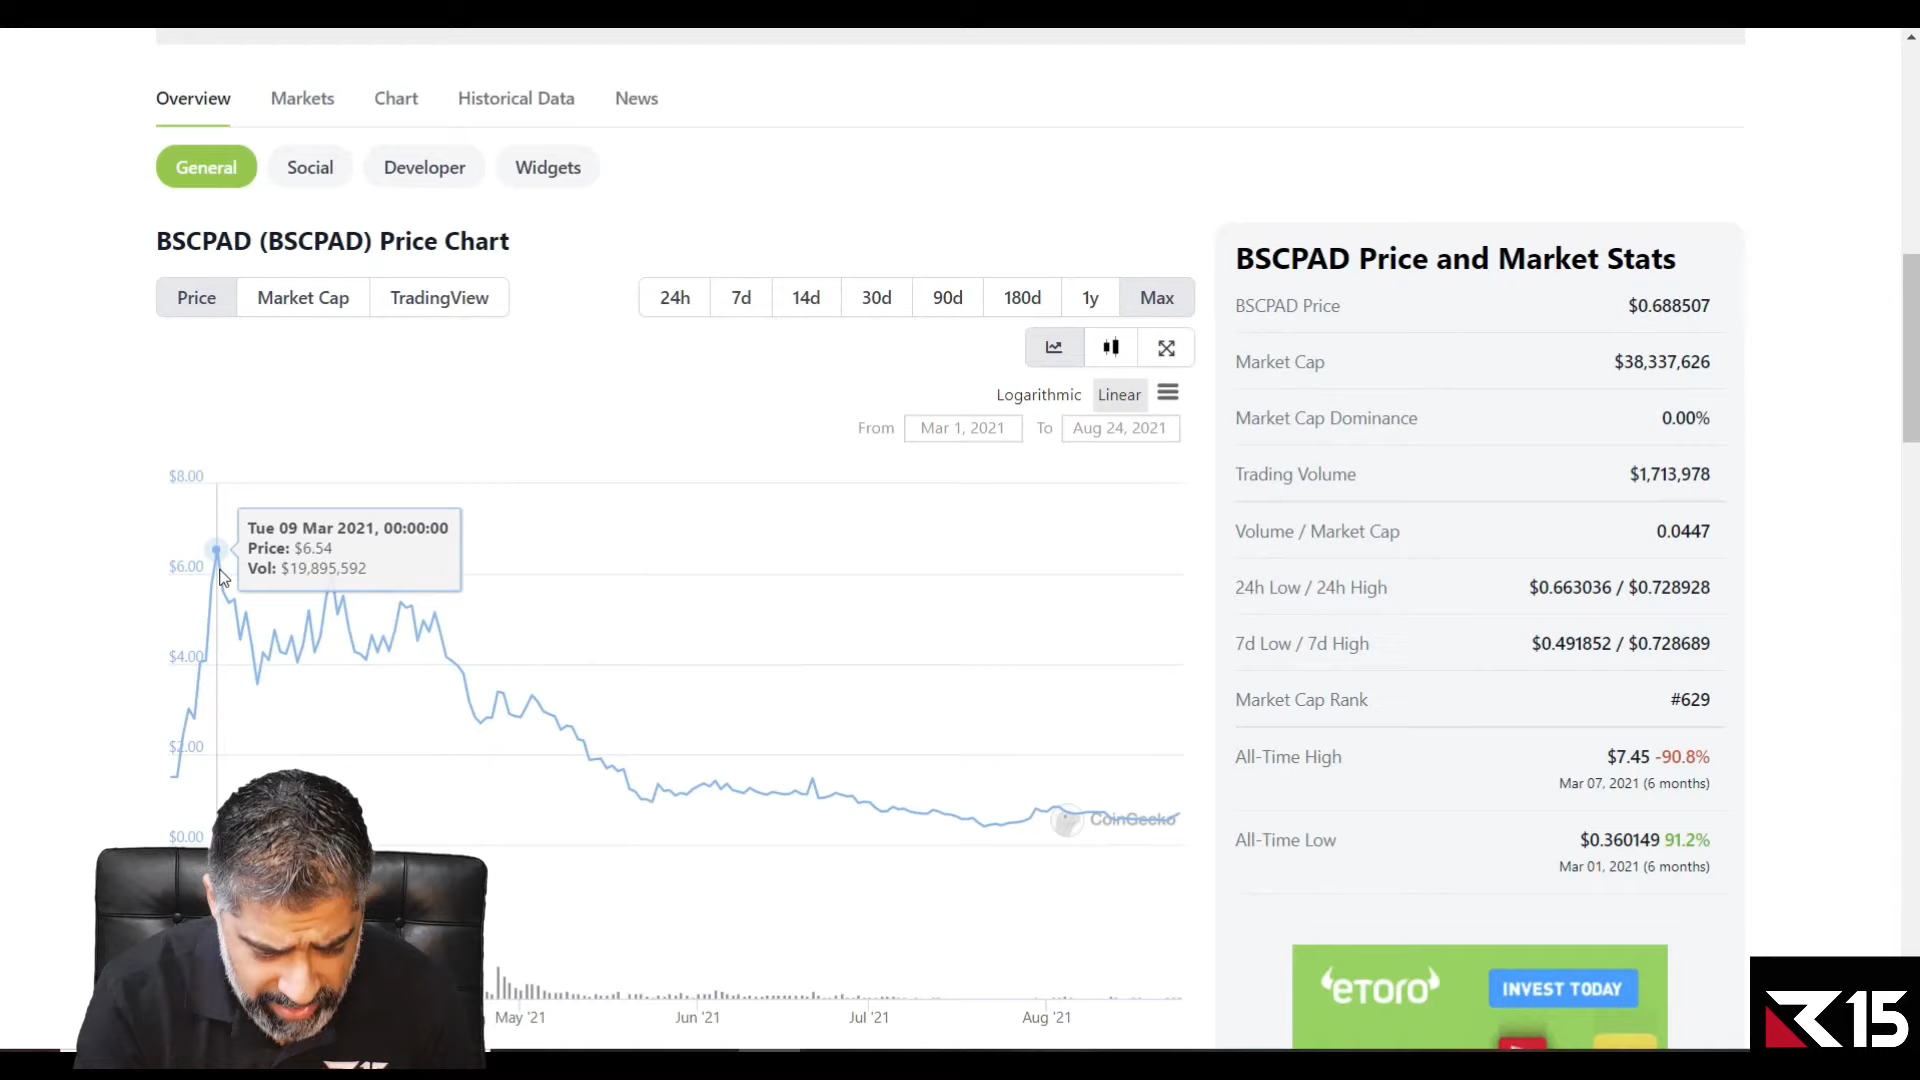 Overview Markets Chart Historical Data News
General Social Developer Widgets
BSCPAD (BSCPAD) Price Chart
Price Market Cap TradingView
24h 7d 14d 30d 90d 180d 1y Max
Logarithmic Linear
From Mar 1, 2021 To Aug 24, 2021
$8.00
Tue 09 Mar 2021, 00:00:00
Price: $6.54
Vol: $19,895,592
$6.00
$4.00
$2.00
$0.00
CoinGecko
May '21 Jun '21 Jul '21 Aug '21
BSCPAD Price and Market Stats
BSCPAD Price $0.688507
Market Cap $38,337,626
Market Cap Dominance 0.00%
Trading Volume $1,713,978
Volume / Market Cap 0.0447
24h Low / 24h High $0.663036 / $0.728928
7d Low / 7d High $0.491852 / $0.728689
Market Cap Rank #629
All-Time High $7.45 -90.8%
Mar 07, 2021 (6 months)
All-Time Low $0.360149 91.2%
Mar 01, 2021 (6 months)
eToro INVEST TODAY
R15